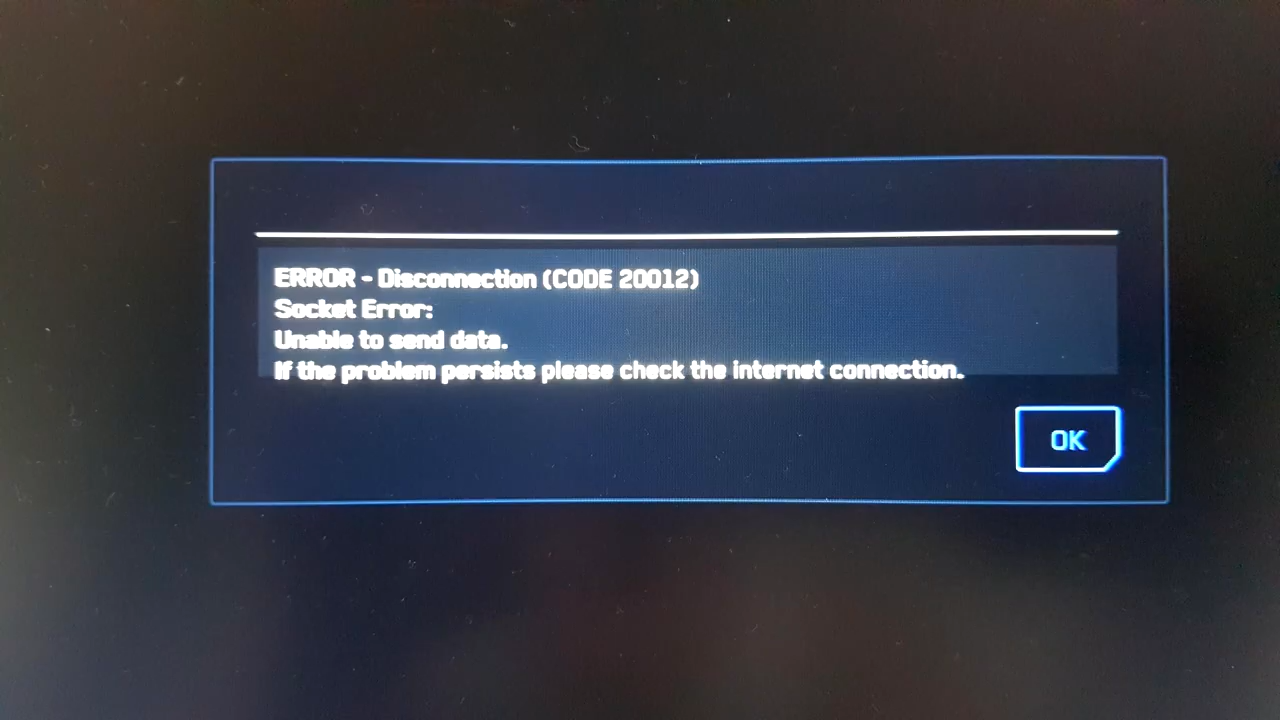 ERROR - Disconnection (CODE 20012)
Socket Error:
Unable to send data.
If the problem persists please check the internet connection.
OK